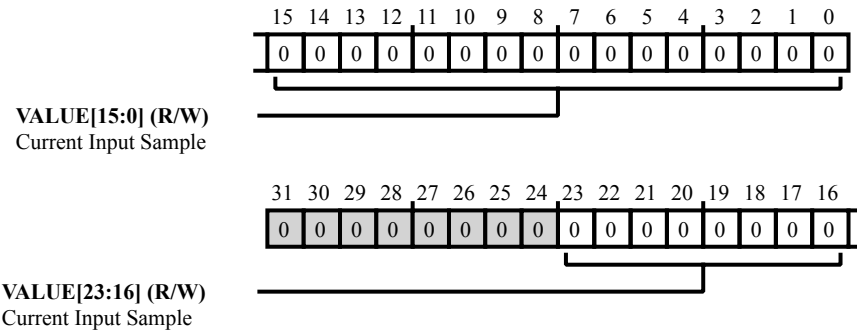 15 14 13 12 11 10 9 8 7 6 5 4 3 2 1 0
0 0 0 0 0 0 0 0 0 0 0 0 0 0 0 0
VALUE[15:0] (R/W)
Current Input Sample
31 30 29 28 27 26 25 24 23 22 21 20 19 18 17 16
0 0 0 0 0 0 0 0 0 0 0 0 0 0 0 0
VALUE[23:16] (R/W)
Current Input Sample